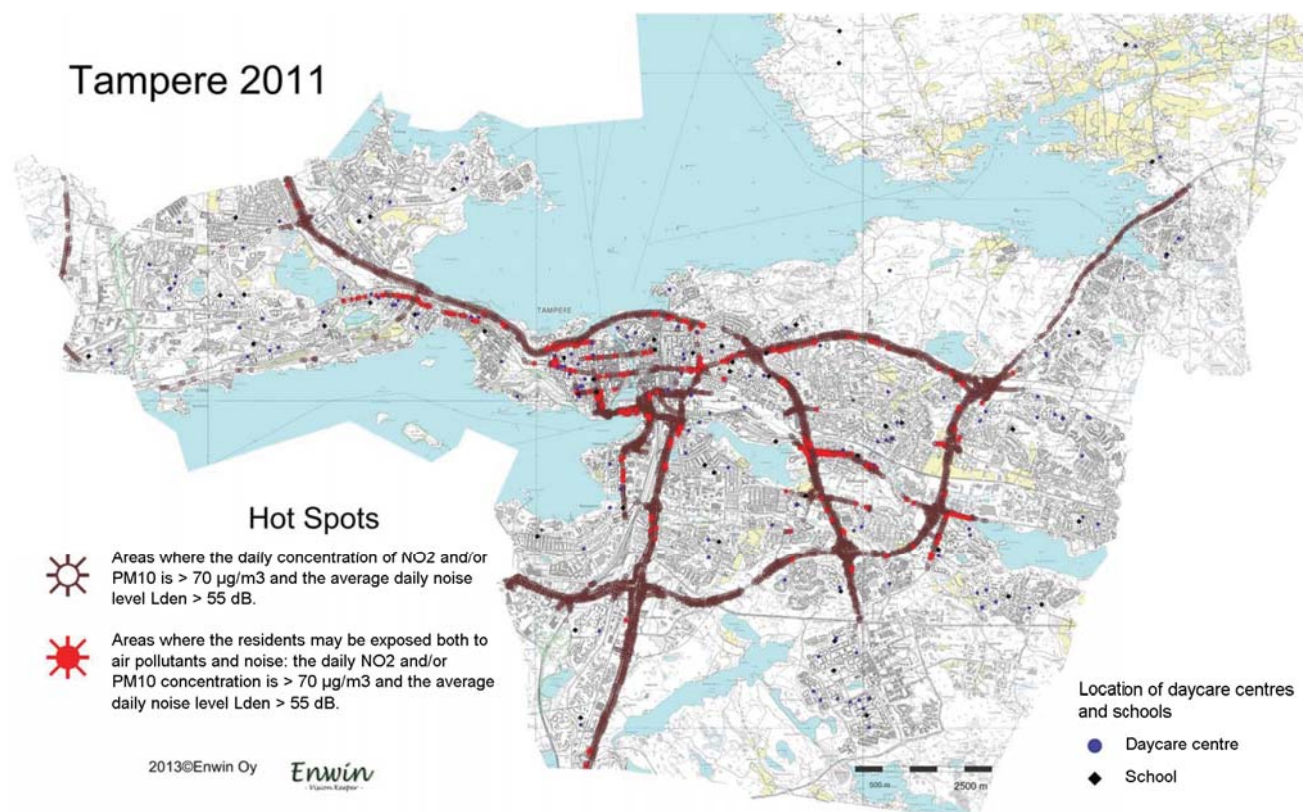 Tampere 2011
TAMPERE
Hot Spots
Areas where the daily concentration of NO2 and/or
PM10 is > 70 µg/m3 and the average daily noise
level Lden > 55 dB.
Areas where the residents may be exposed both to
air pollutants and noise: the daily NO2 and/or
PM10 concentration is > 70 µg/m3 and the average
daily noise level Lden > 55 dB.
Location of daycare centres
and schools
Daycare centre
School
2013©Enwin Oy
Enwin
- Vision Keeper -
500 m 2500 m